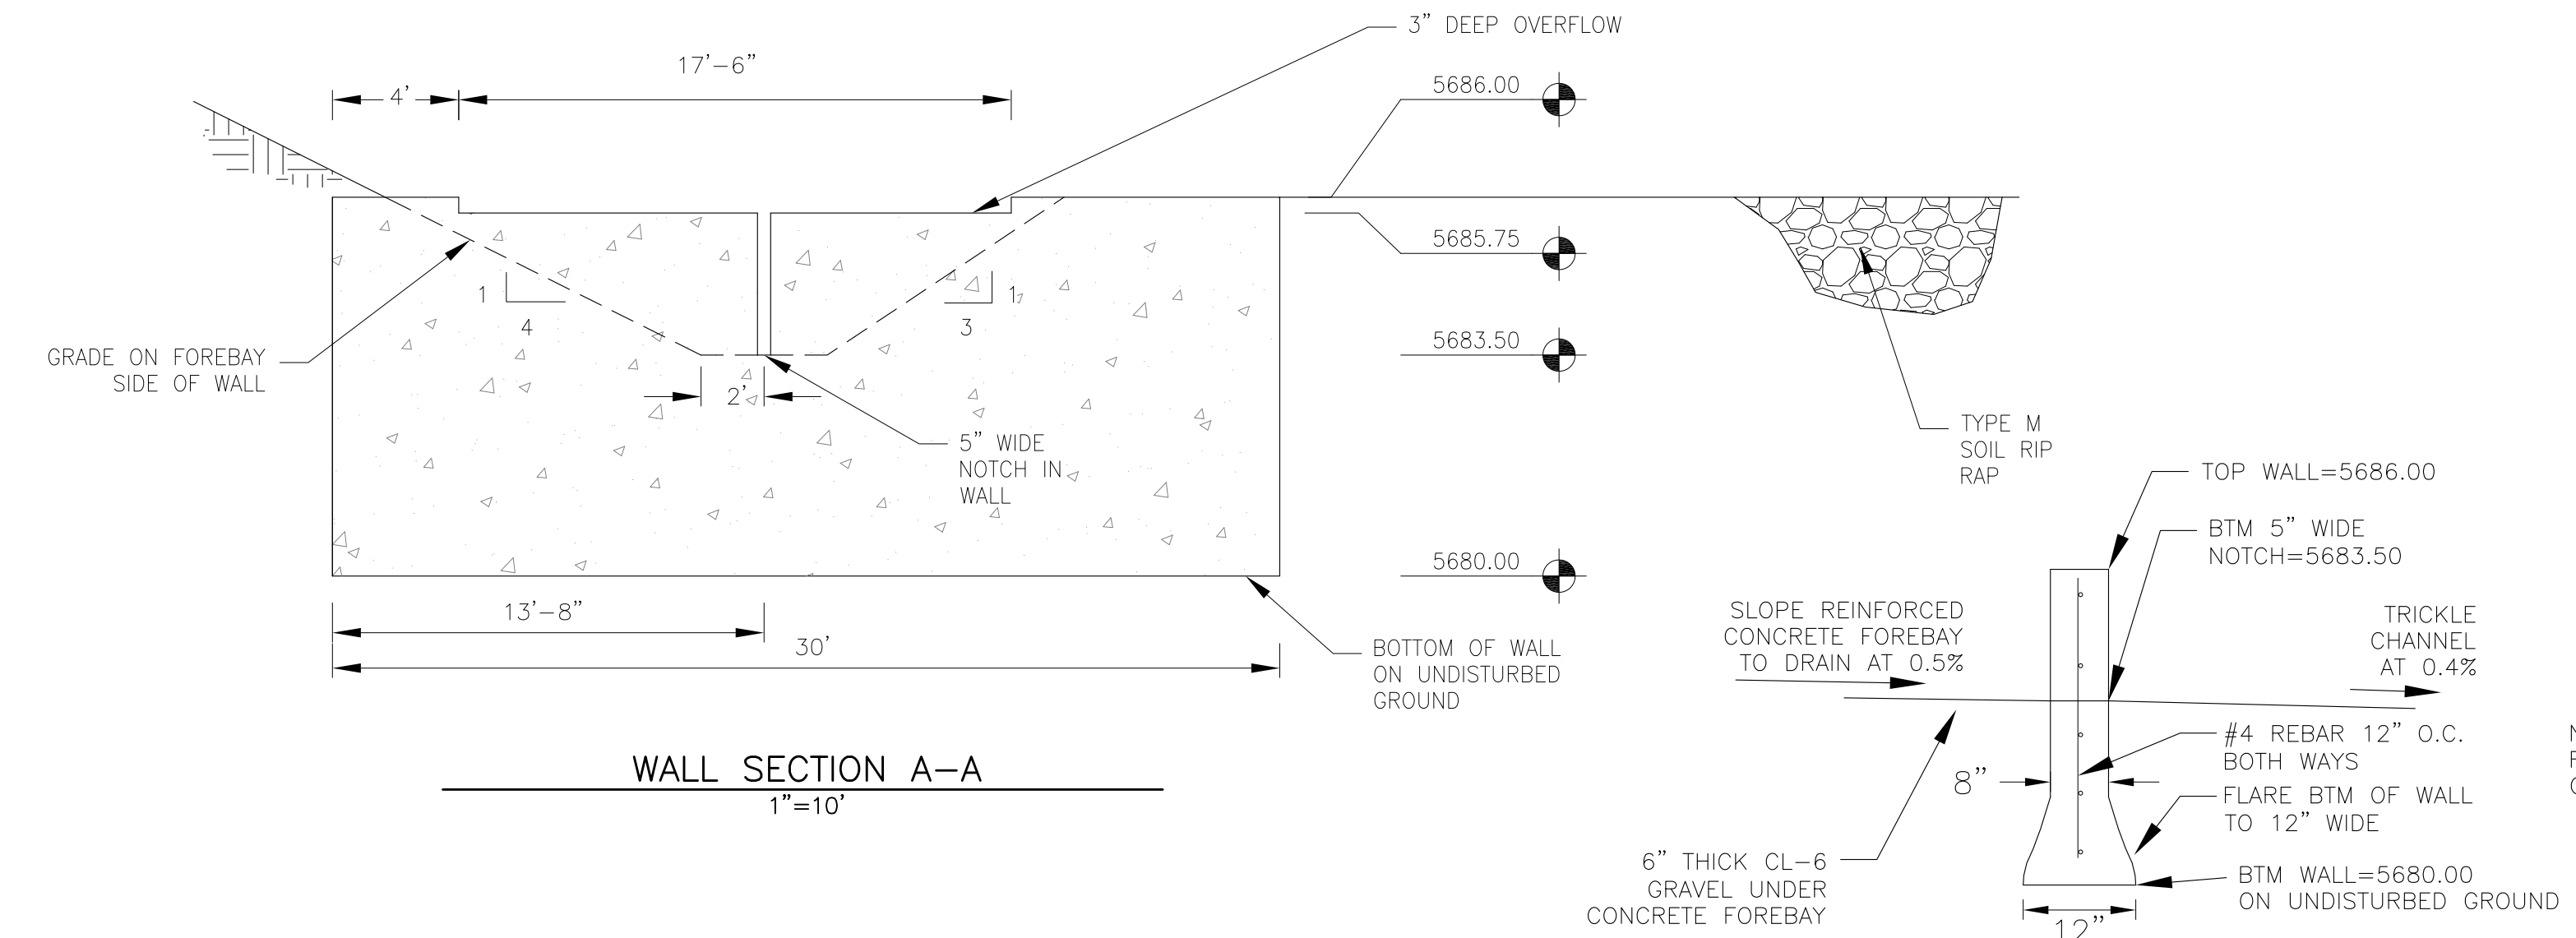 3" DEEP OVERFLOW
17'-6"
4'
5686.00
5685.75
5683.50
5680.00
1
4
1
3
GRADE ON FOREBAY
SIDE OF WALL
2'
5" WIDE
NOTCH IN
WALL
TYPE M
SOIL RIP
RAP
13'-8"
30'
BOTTOM OF WALL
ON UNDISTURBED
GROUND
WALL SECTION A-A
1"=10'
TOP WALL=5686.00
BTM 5" WIDE
NOTCH=5683.50
SLOPE REINFORCED
CONCRETE FOREBAY
TO DRAIN AT 0.5%
TRICKLE
CHANNEL
AT 0.4%
#4 REBAR 12" O.C.
BOTH WAYS
8"
FLARE BTM OF WALL
TO 12" WIDE
6" THICK CL-6
GRAVEL UNDER
CONCRETE FOREBAY
BTM WALL=5680.00
ON UNDISTURBED GROUND
12"